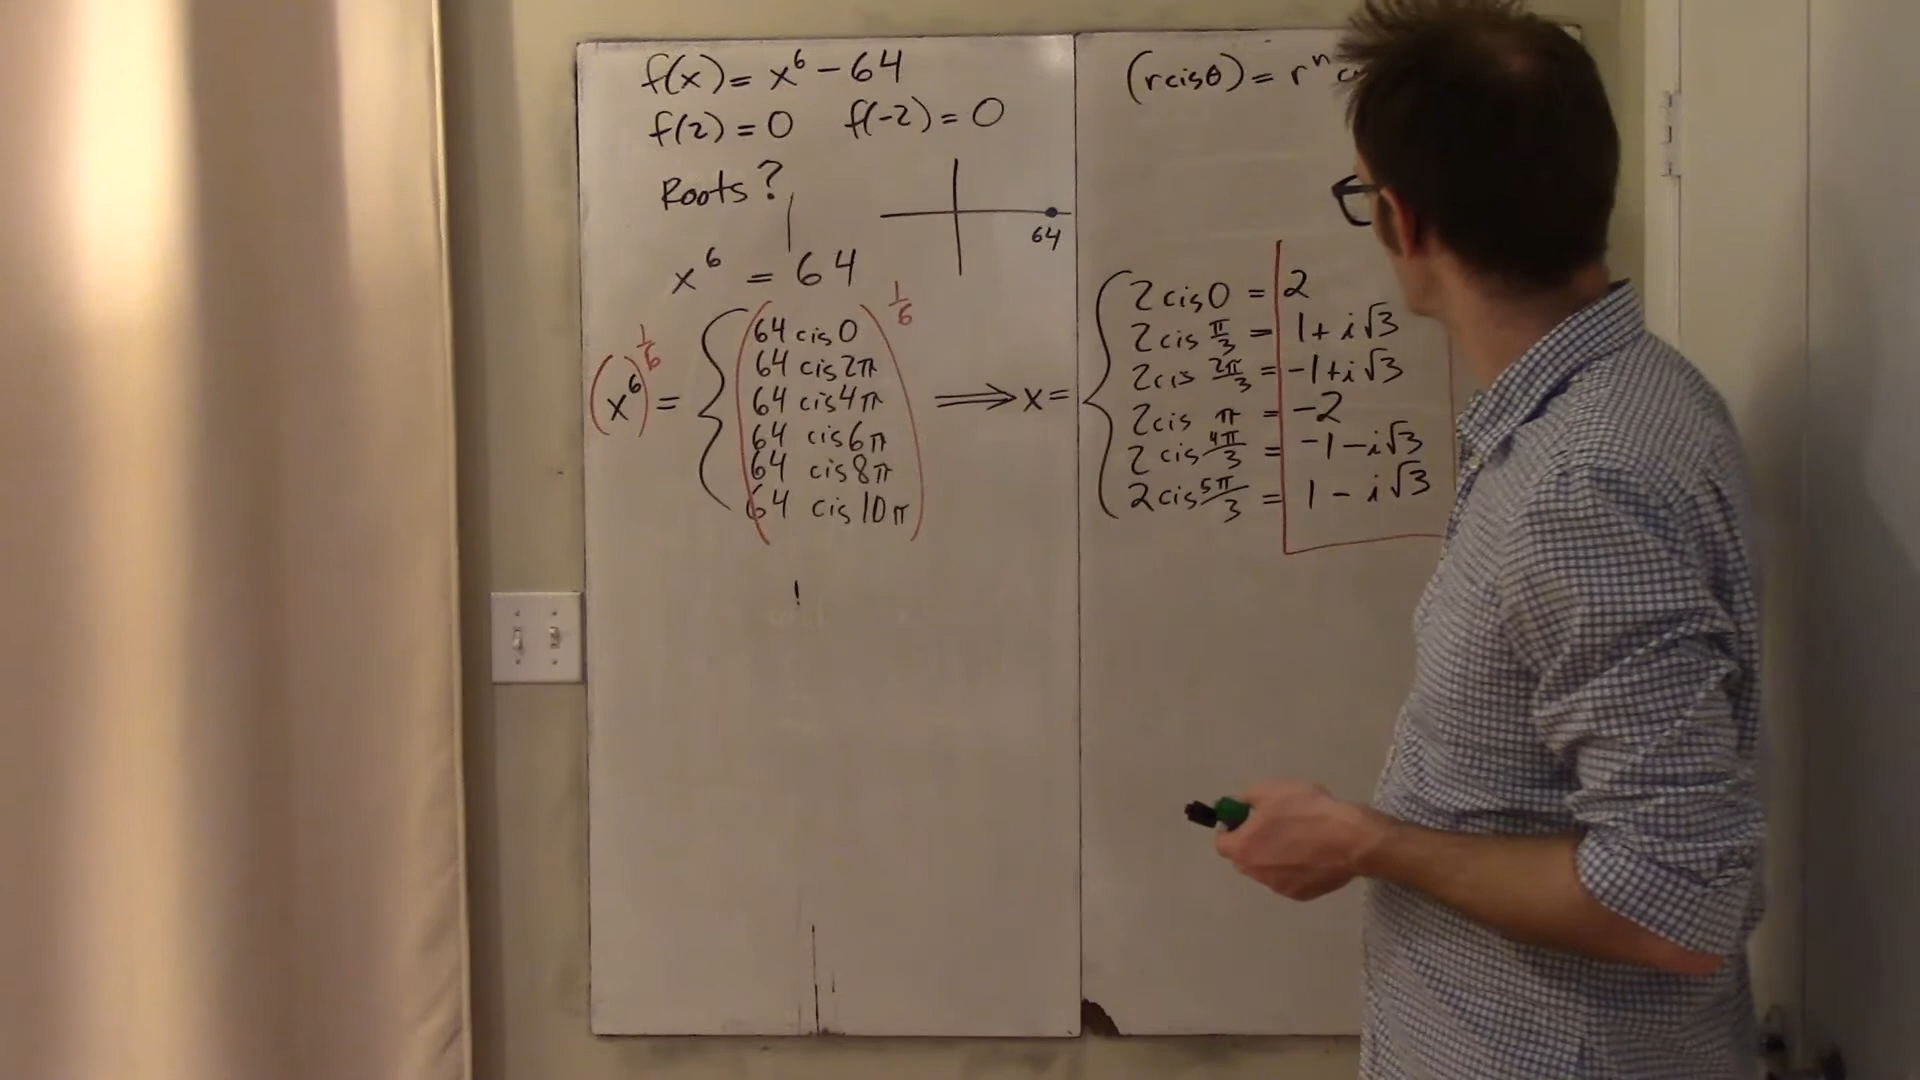 f(x) = x⁶ - 64
f(2) = 0 f(-2) = 0
Roots?
64
x⁶ = 64
(x⁶)^(1/6) = { (64 cis 0
64 cis 2π
64 cis 4π
64 cis 6π
64 cis 8π
64 cis 10π)^(1/6)
⟹ x =
(r cis θ) = rⁿ
{ 2 cis 0 = 2
2 cis π/3 = 1 + i√3
2 cis 2π/3 = -1 + i√3
2 cis π = -2
2 cis 4π/3 = -1 - i√3
2 cis 5π/3 = 1 - i√3